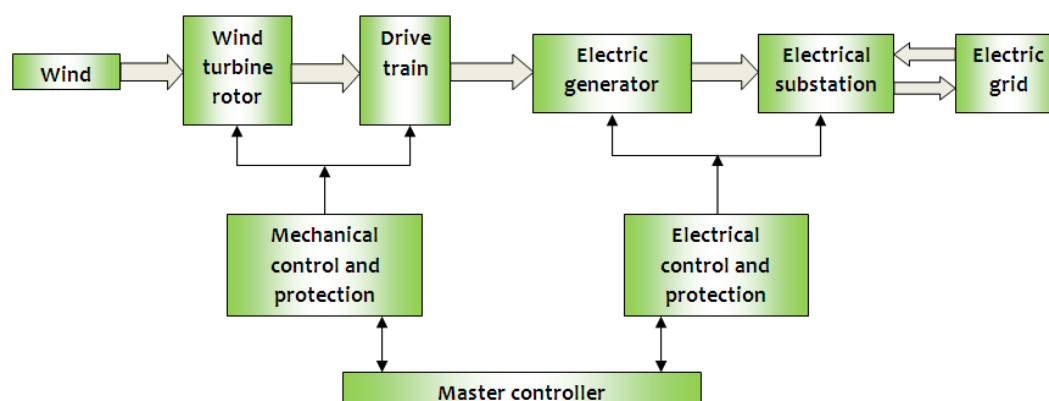 Wind
Wind
turbine
rotor
Drive
train
Electric
generator
Electrical
substation
Electric
grid
Mechanical
control and
protection
Electrical
control and
protection
Master controller